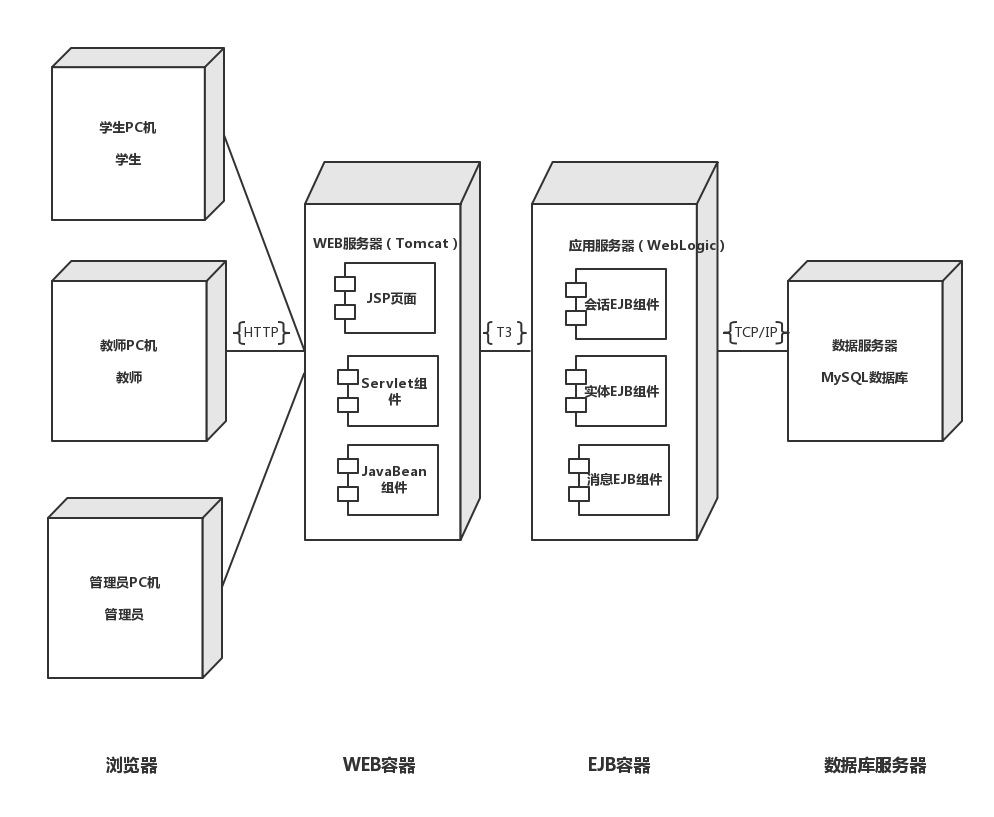 学生PC机
学生
教师PC机
教师
管理员PC机
管理员
{HTTP}
WEB服务器（Tomcat）
JSP页面
Servlet组
件
JavaBean
组件
{T3}
应用服务器（WebLogic）
会话EJB组件
实体EJB组件
消息EJB组件
{TCP/IP}
数据服务器
MySQL数据库
浏览器
WEB容器
EJB容器
数据库服务器